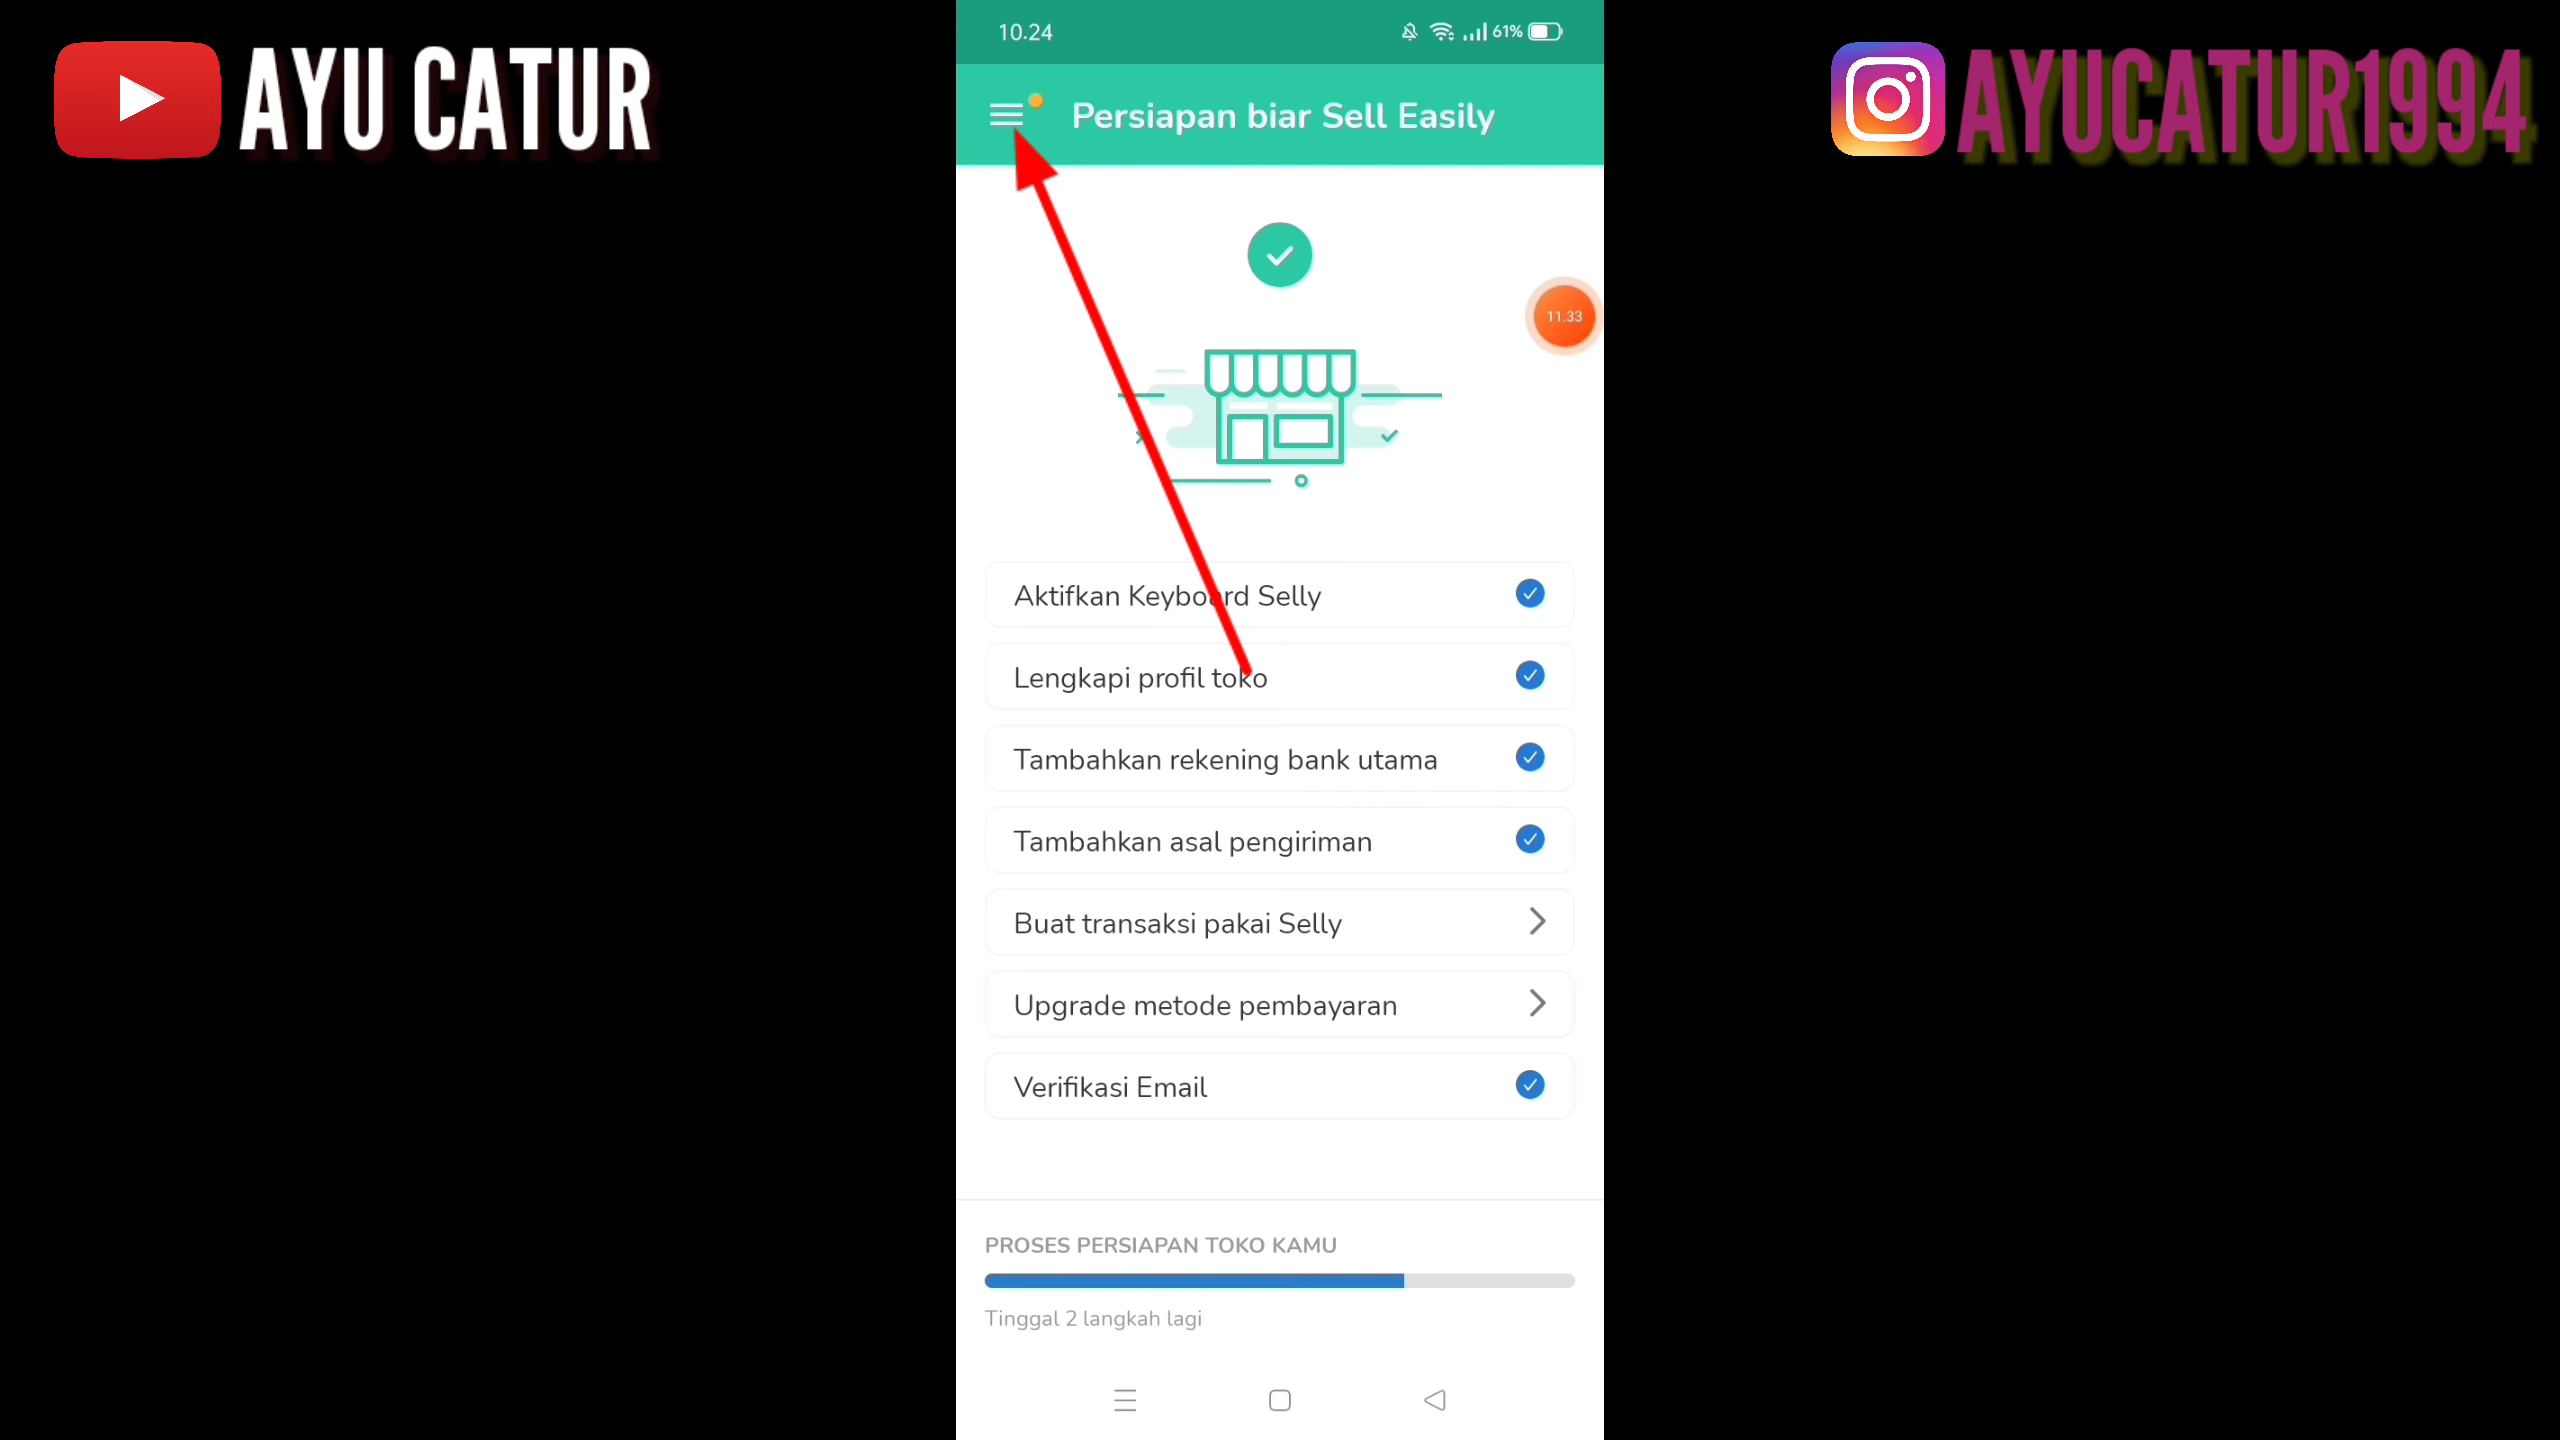 AYU CATUR
AYUCATUR1994
10.24
61%
Persiapan biar Sell Easily
11.33
Aktifkan Keyboard Selly
Lengkapi profil toko
Tambahkan rekening bank utama
Tambahkan asal pengiriman
Buat transaksi pakai Selly
Upgrade metode pembayaran
Verifikasi Email
PROSES PERSIAPAN TOKO KAMU
Tinggal 2 langkah lagi